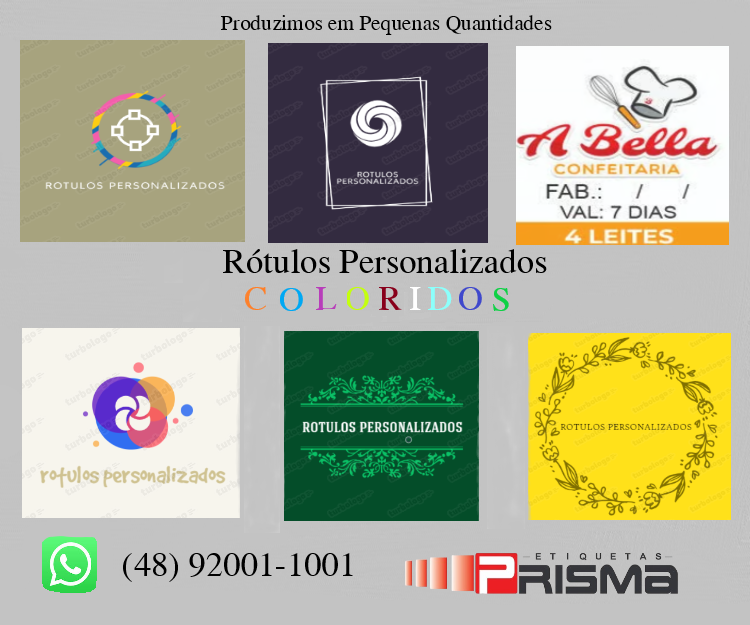 Produzimos em Pequenas Quantidades
ROTULOS PERSONALIZADOS
ROTULOS
PERSONALIZADOS
A Bella
CONFEITARIA
FAB.: / /
VAL: 7 DIAS
4 LEITES
Rótulos Personalizados
COLORIDOS
rotulos personalizados
ROTULOS PERSONALIZADOS
ROTULOS PERSONALIZADOS
(48) 92001-1001
ETIQUETAS
PRISMA